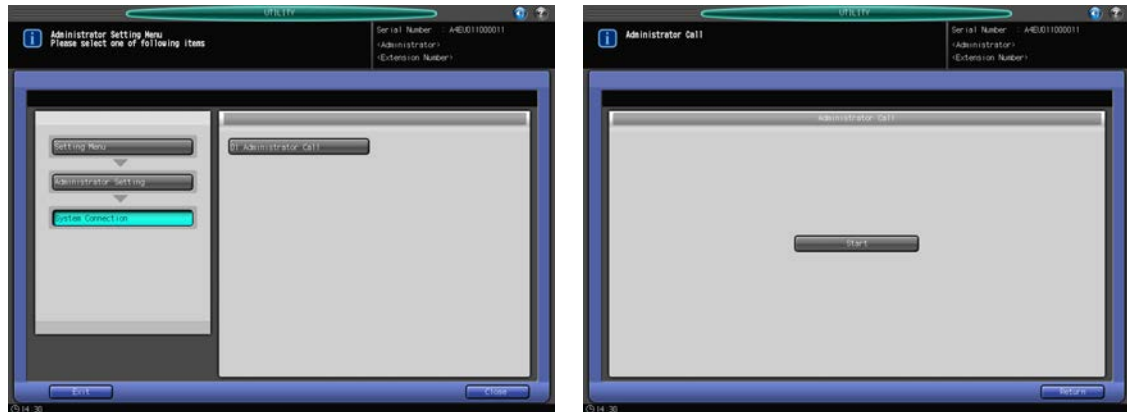 UTILITY
Administrator Setting Menu
Please select one of following items
Serial Number : A4EU011000011
<Administrator>
<Extension Number>
Setting Menu
Administrator Setting
System Connection
01 Administrator Call
Exit
Close
14:30
UTILITY
Administrator Call
Serial Number : A4EU011000011
<Administrator>
<Extension Number>
Administrator Call
Start
Return
14:30